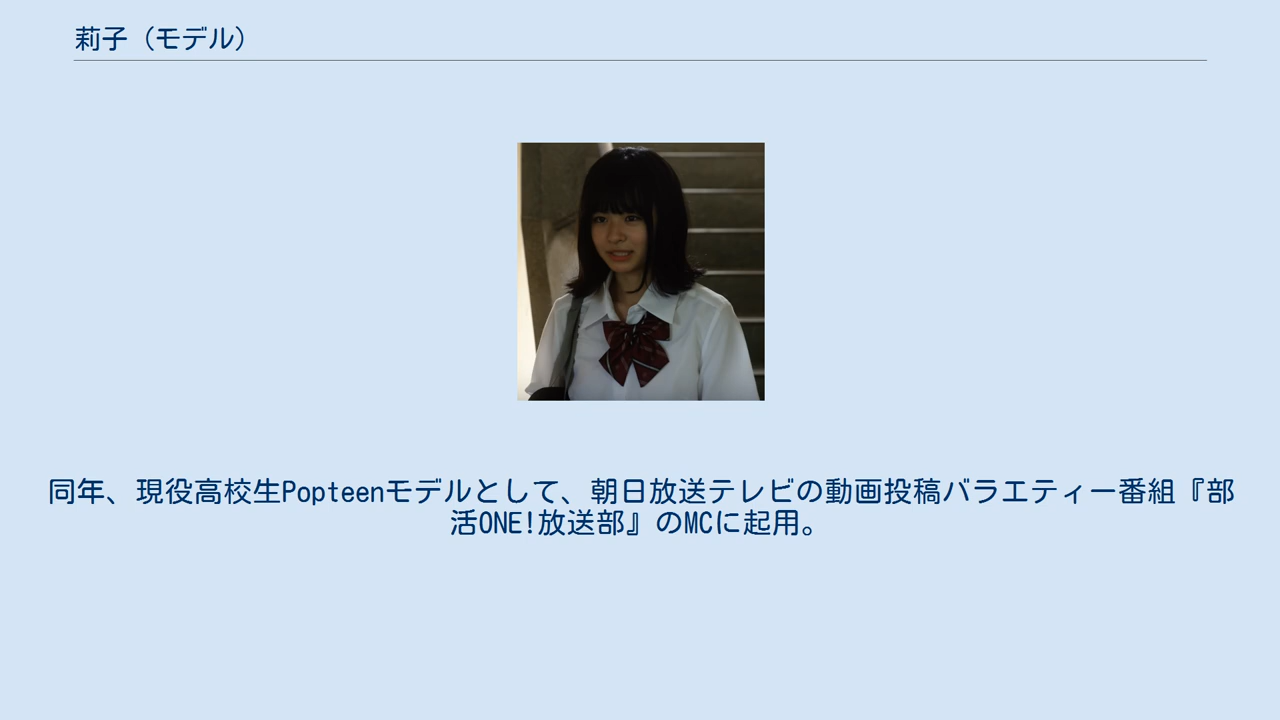 莉子（モデル）
同年、現役高校生Popteenモデルとして、朝日放送テレビの動画投稿バラエティー番組『部
活ONE!放送部』のMCに起用。